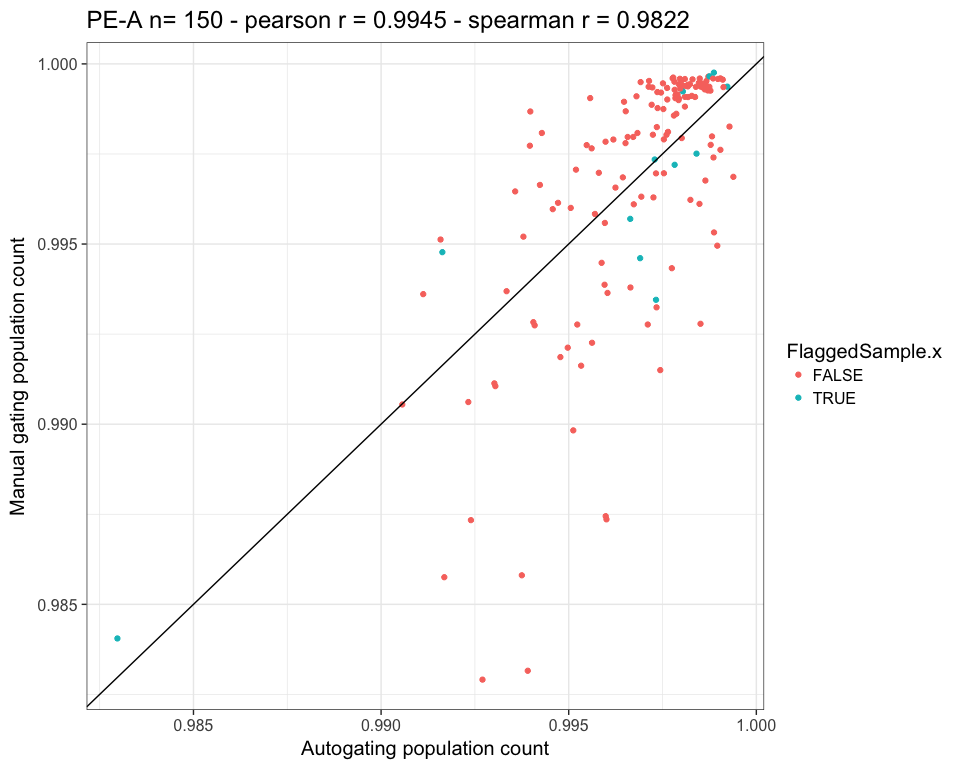 PE-A n= 150 - pearson r = 0.9945 - spearman r = 0.9822
Manual gating population count
1.000
0.995
0.990
0.985
0.985 0.990 0.995 1.000
Autogating population count
FlaggedSample.x
FALSE
TRUE